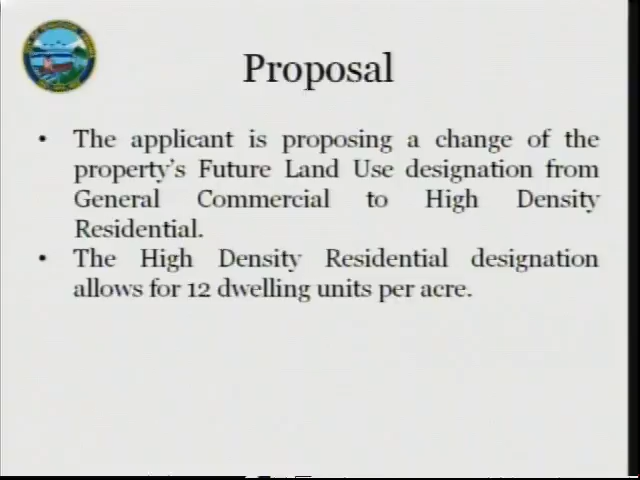 Proposal
• The applicant is proposing a change of the
property's Future Land Use designation from
General Commercial to High Density
Residential.
• The High Density Residential designation
allows for 12 dwelling units per acre.